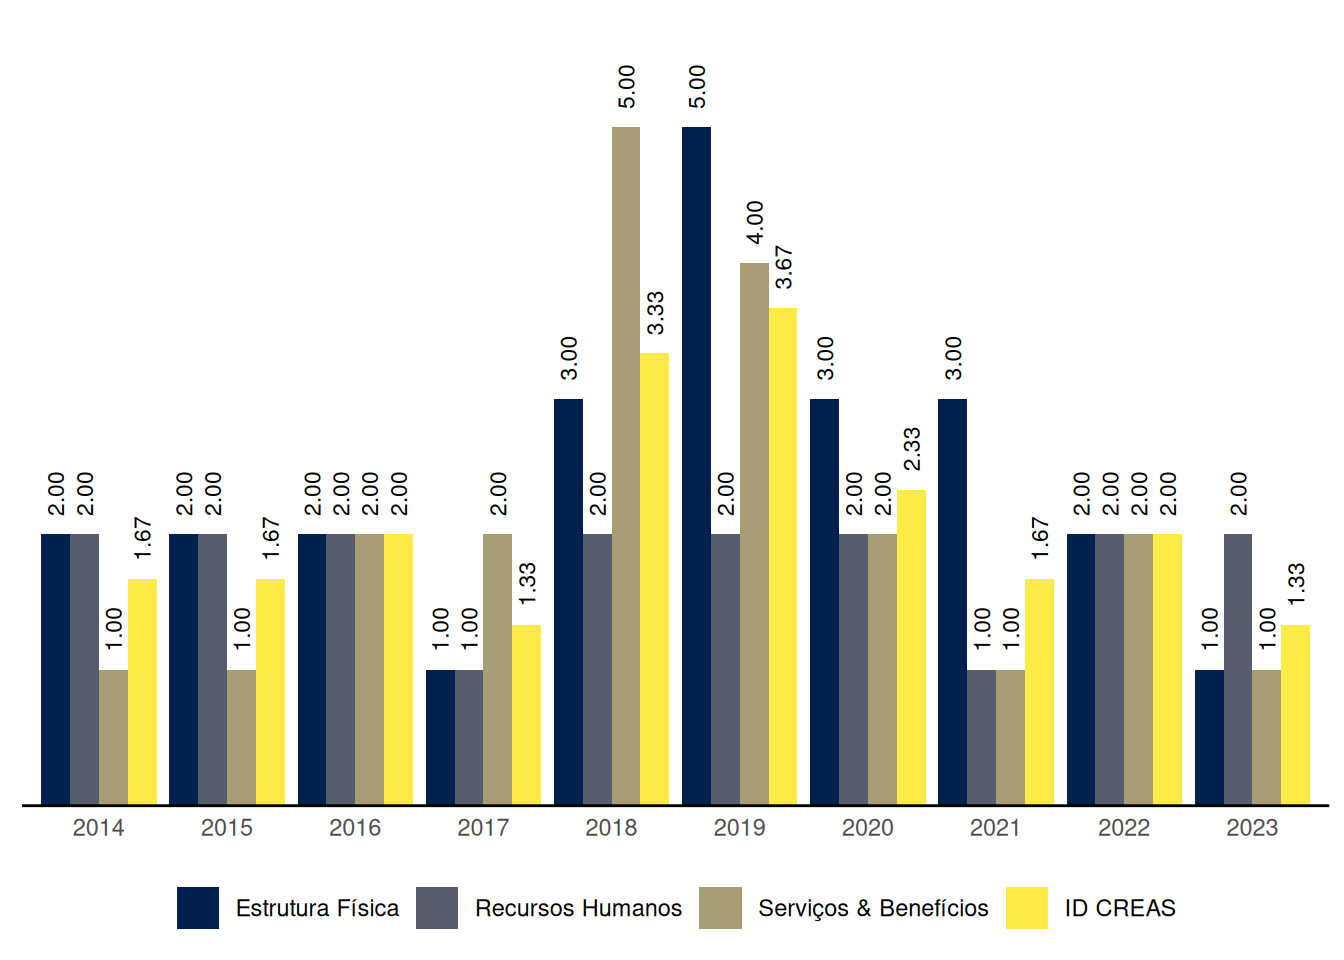 5.00 5.00
4.00
3.67
3.33
3.00 3.00 3.00
2.33
2.00 2.00 2.00 2.00 2.00 2.00 2.00 2.00 2.00 2.00 2.00 2.00 2.00 2.00 2.00 2.00 2.00 2.00
1.67 1.67 1.67
1.33 1.33
1.00 1.00 1.00 1.00 1.00 1.00 1.00 1.00
2014 2015 2016 2017 2018 2019 2020 2021 2022 2023
Estrutura Física Recursos Humanos Serviços & Benefícios ID CREAS